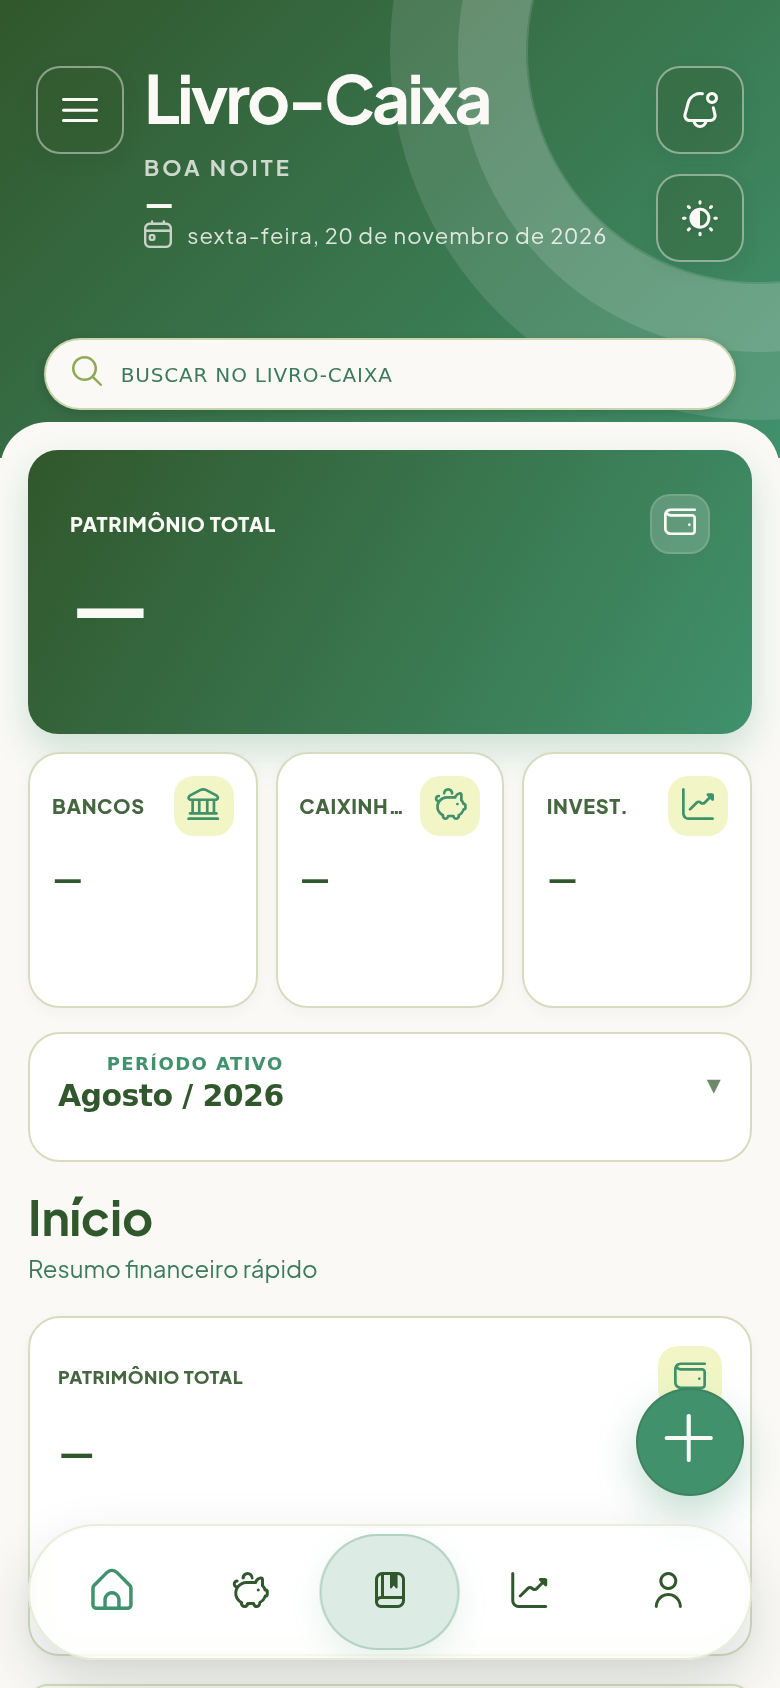 Livro-Caixa
BOA NOITE
—
sexta-feira, 20 de novembro de 2026
BUSCAR NO LIVRO-CAIXA
PATRIMÔNIO TOTAL
—
BANCOS
—
CAIXINH…
—
INVEST.
—
PERÍODO ATIVO
Agosto / 2026
Início
Resumo financeiro rápido
PATRIMÔNIO TOTAL
—